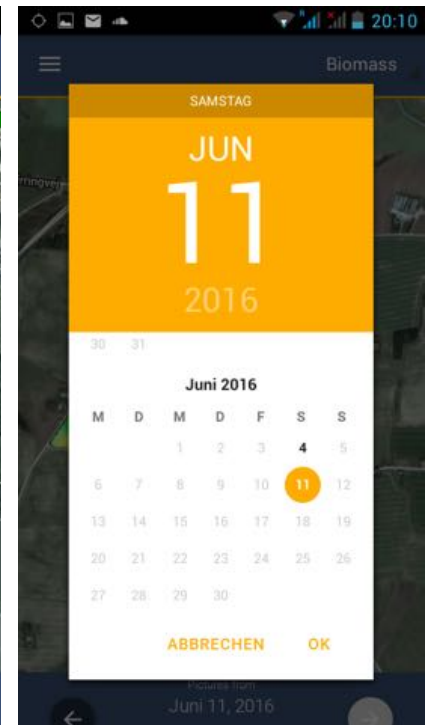 20:10
Biomass
SAMSTAG
JUN
11
2016
30 31
Juni 2016
M D M D F S S
1 2 3 4 5
6 7 8 9 10 11 12
13 14 15 16 17 18 19
20 21 22 23 24 25 26
27 28 29 30
ABBRECHEN OK
Pictures from
Juni 11, 2016